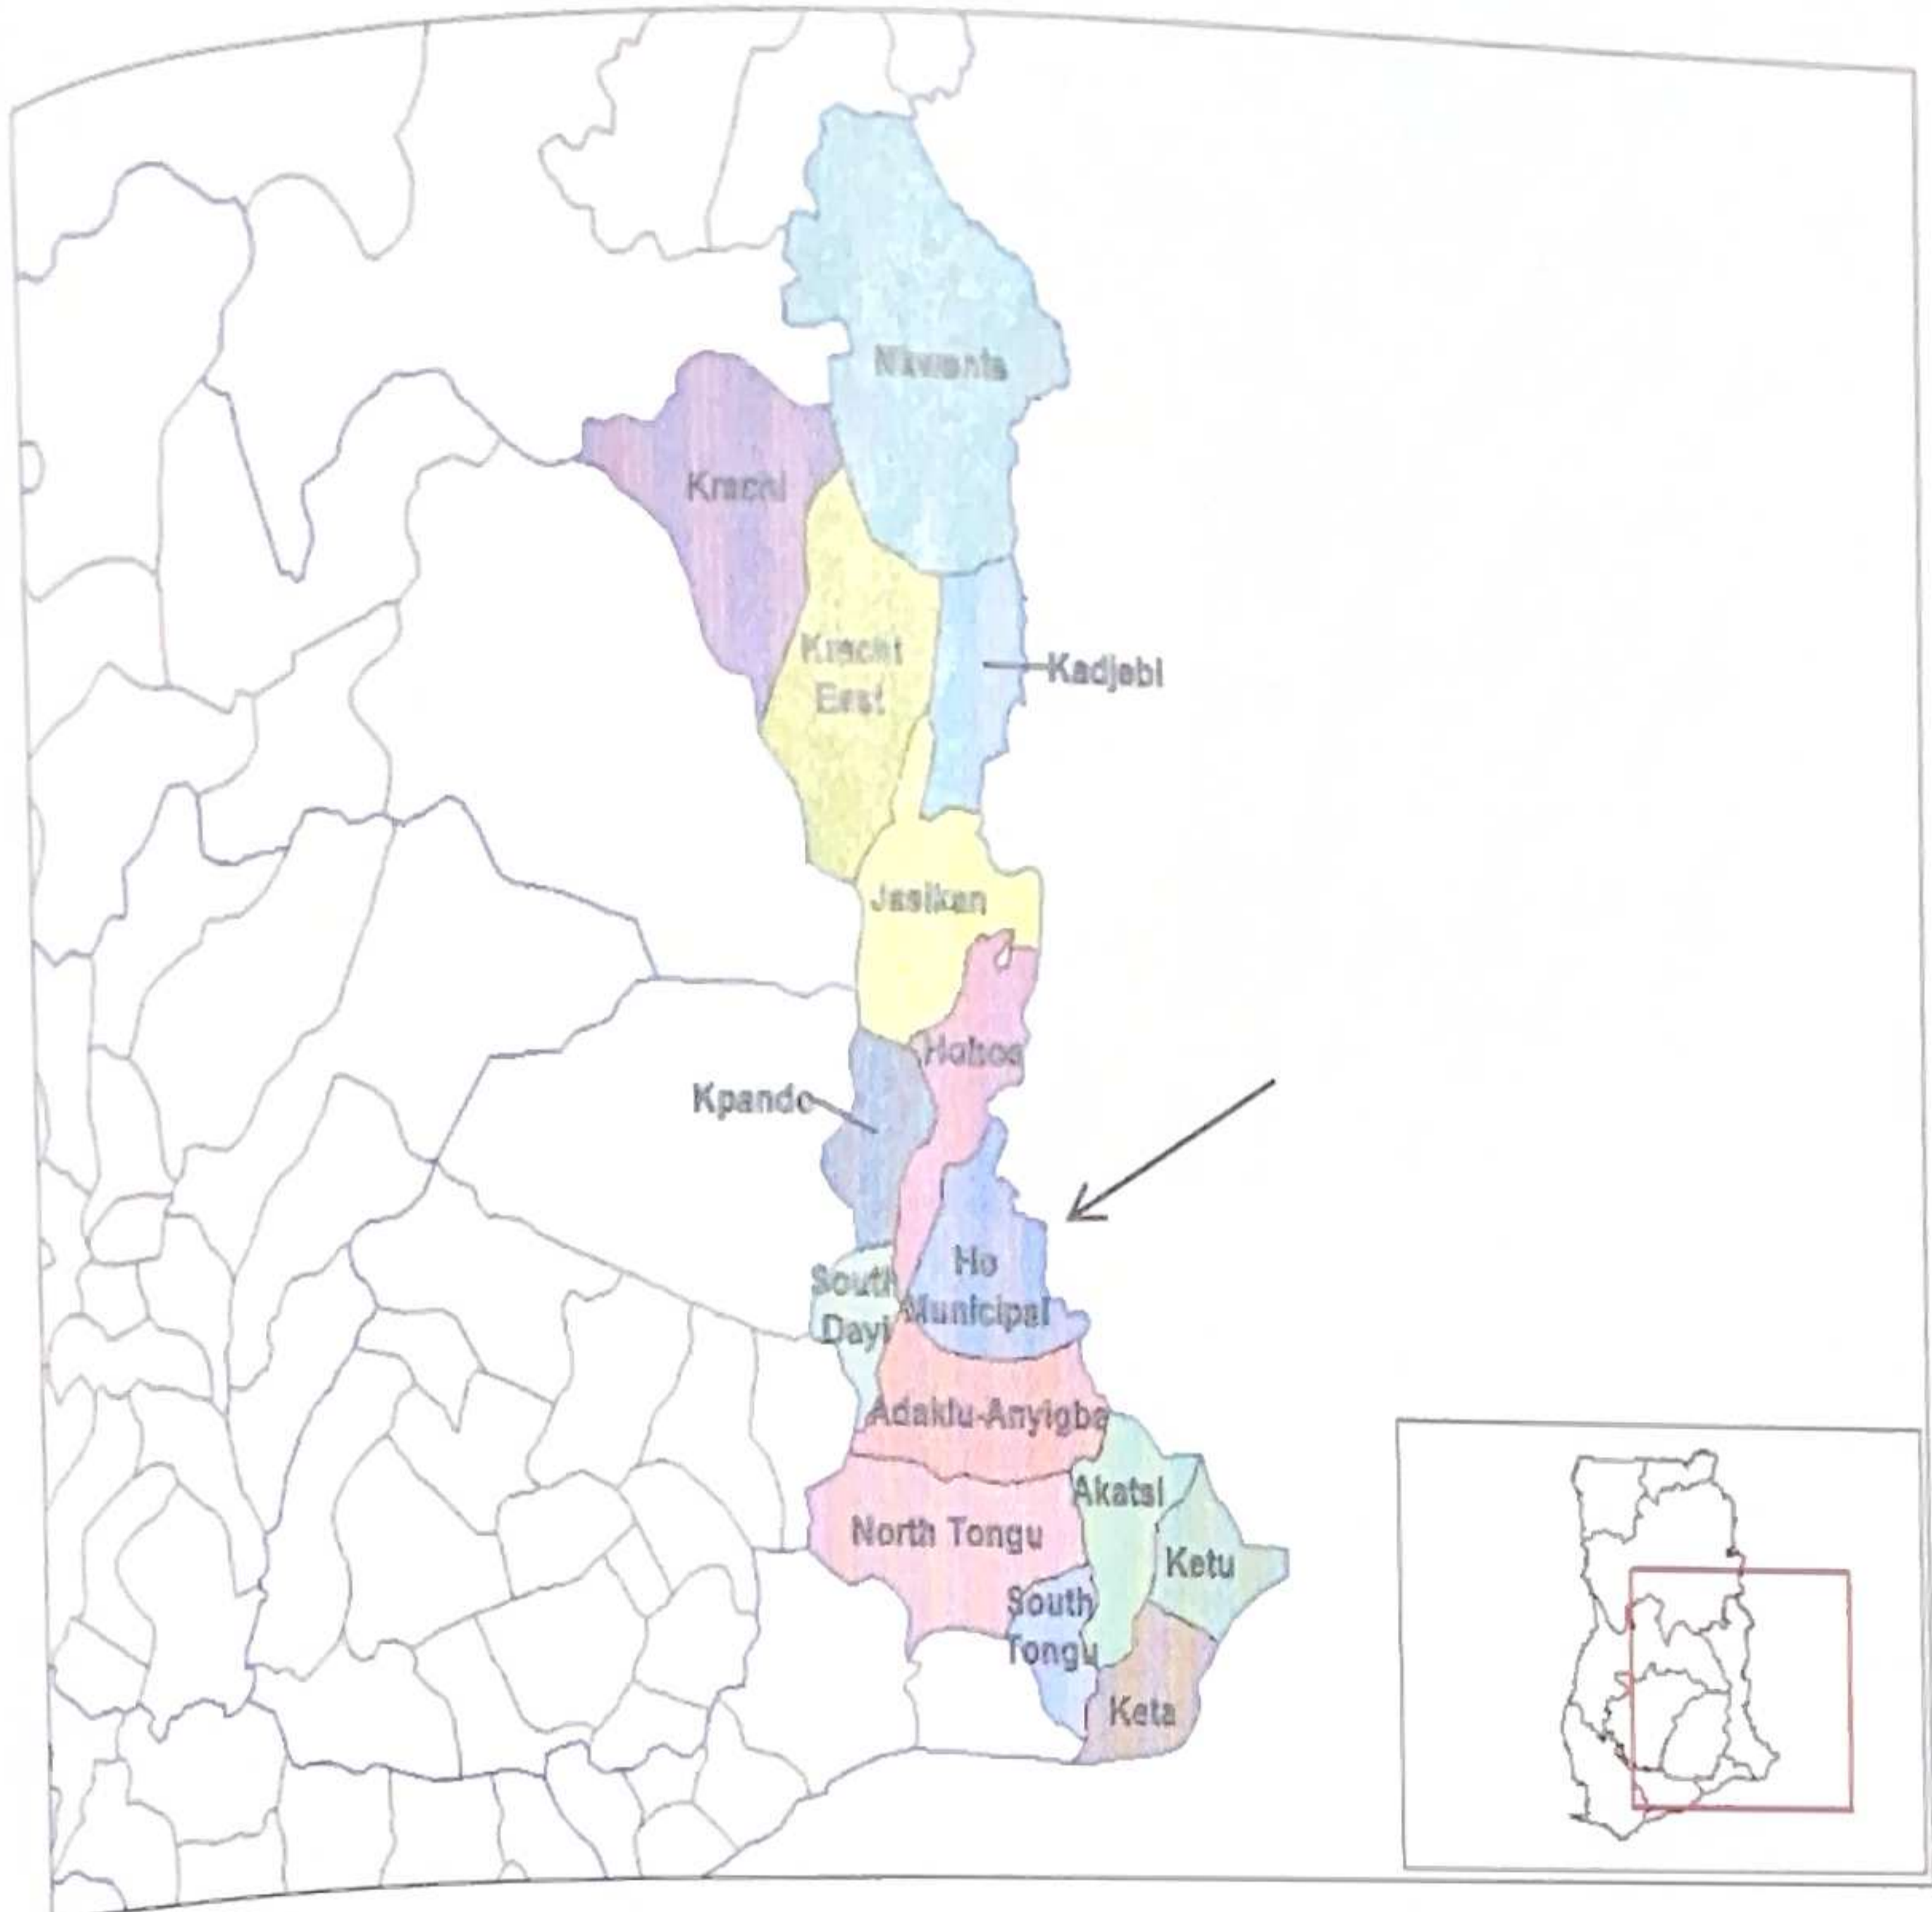 Nkwanta
Krachi
Krachi
East
Kadjebi
Jasikan
Hohoe
Kpando
Ho
Municipal
South
Dayi
Adaklu-Anyigbe
Akatsi
North Tongu
Ketu
South
Tongu
Keta